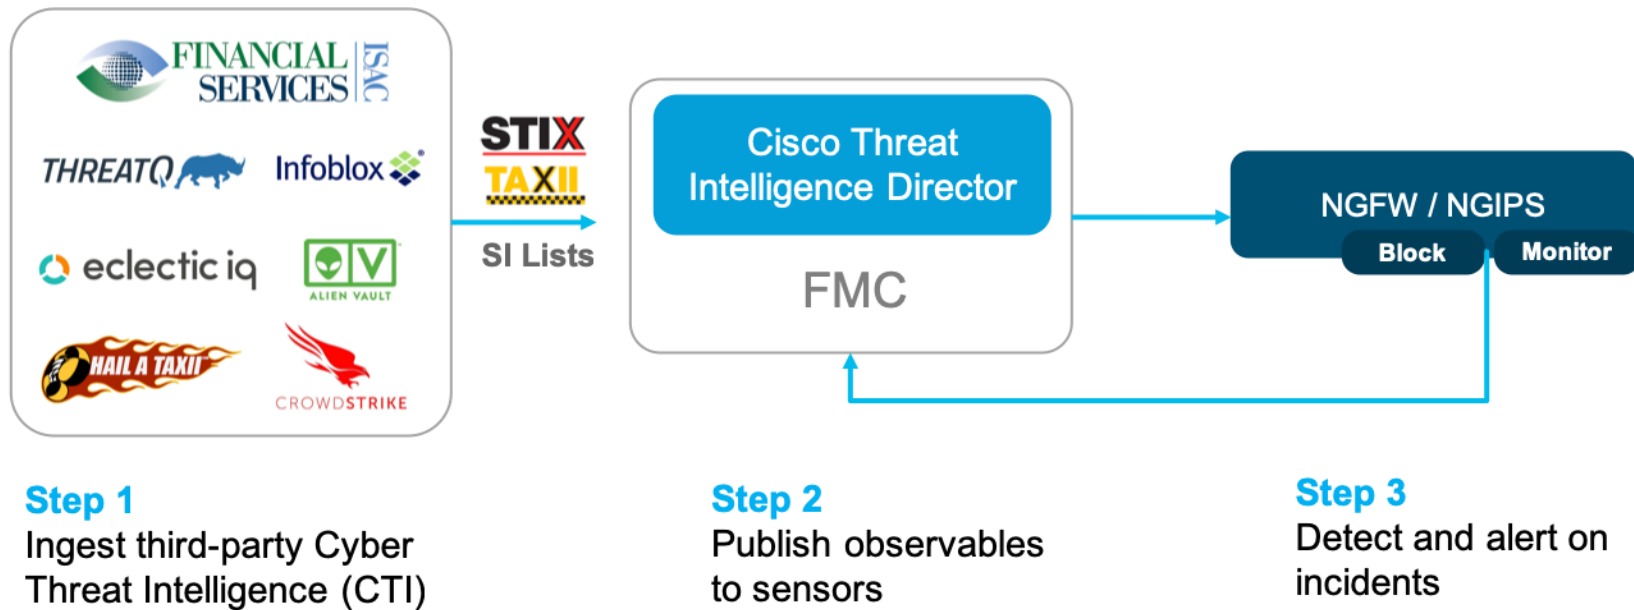 FINANCIAL
SERVICES
ISAC
THREATQ
Infoblox®
eclectic iq
ALIEN VAULT™
HAIL A TAXII
CROWDSTRIKE
STIX
TAXII
SI Lists
Cisco Threat
Intelligence Director
FMC
NGFW / NGIPS
Block
Monitor
Step 1
Ingest third-party Cyber
Threat Intelligence (CTI)
Step 2
Publish observables
to sensors
Step 3
Detect and alert on
incidents